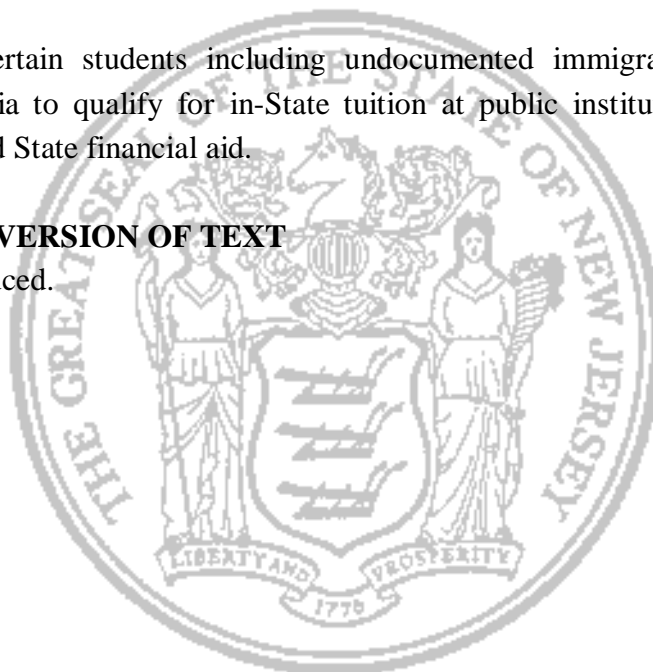 ertain students including undocumented immigra
ia to qualify for in-State tuition at public institu
d State financial aid.
VERSION OF TEXT
uced.
THE GREAT SEAL OF THE STATE OF NEW JERSEY
LIBERTY AND PROSPERITY
1776